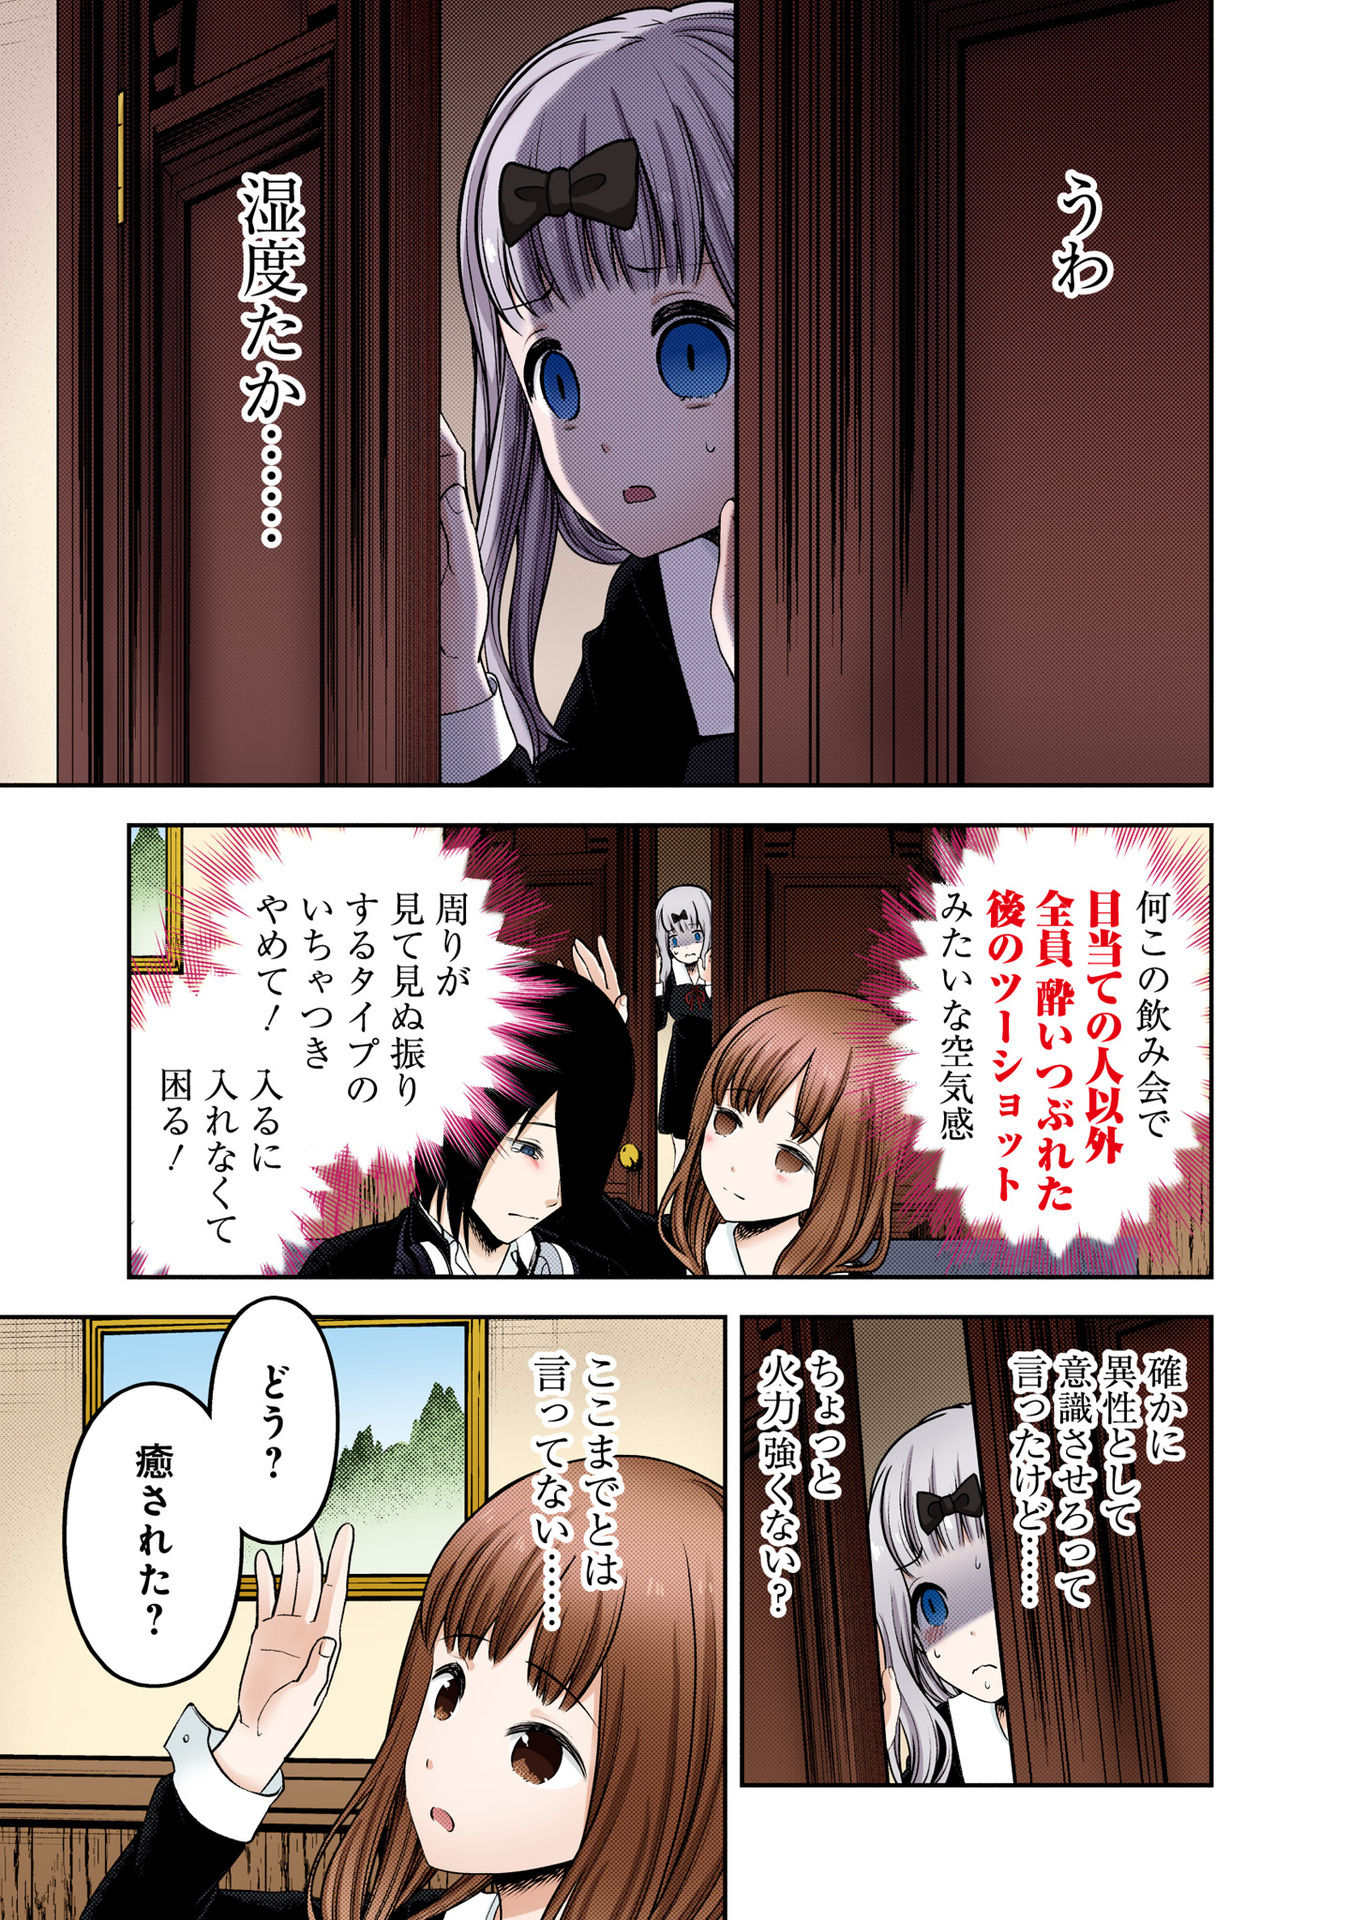 うわ
湿度たか………
何この飲み会で
目当ての人以外
全員酔いつぶれた
後のツーショット
みたいな空気感
周りが
見て見ぬ振り
するタイプの
いちゃつき
やめて！
入るに
入れなくて
困る！
確かに
異性として
意識させろって
言ったけど……
ちょっと
火力強くない？
ここまでとは
言ってない……
どう？
癒された？